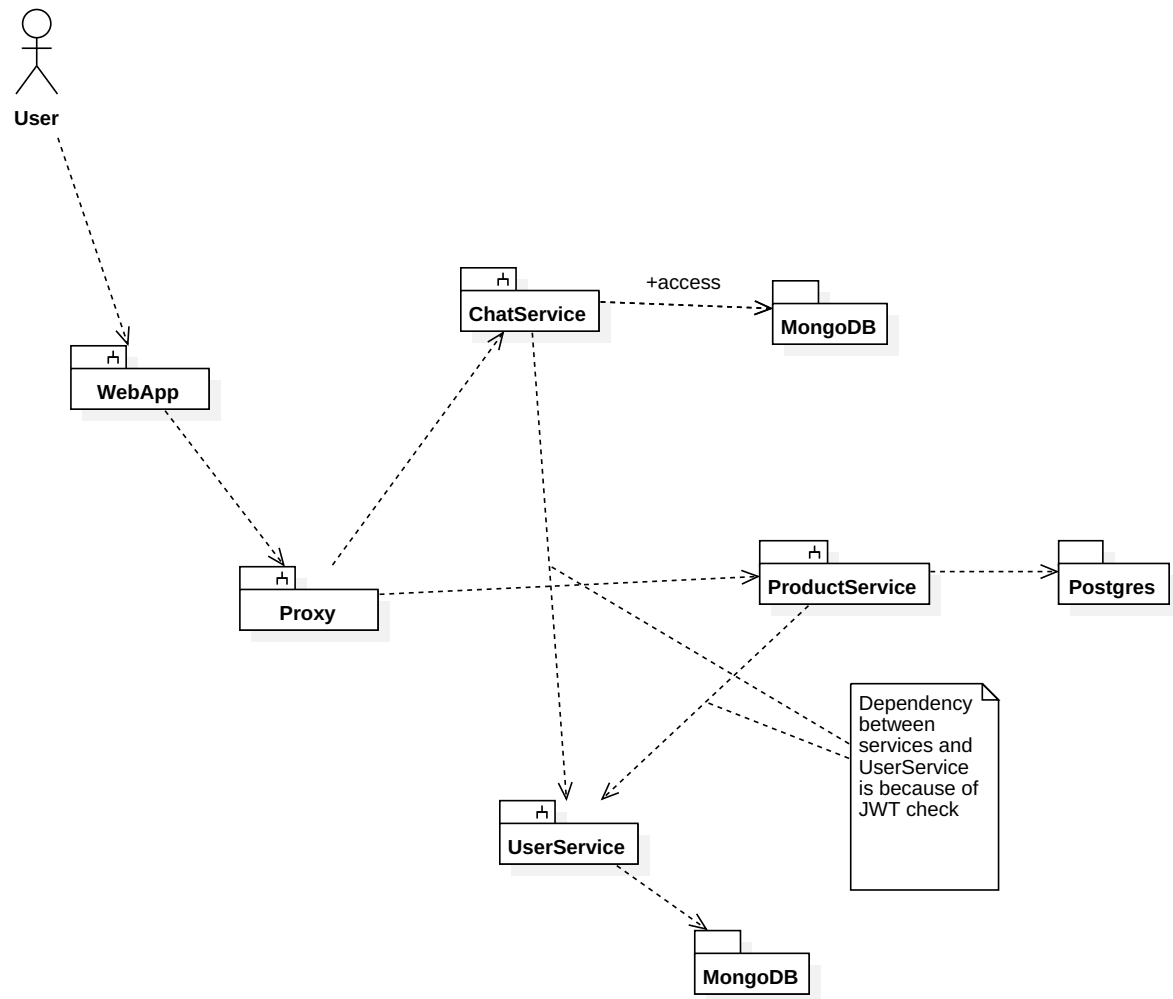 User
+access
ChatService
MongoDB
WebApp
ProductService
Postgres
Proxy
Dependency
between
services and
UserService
is because of
JWT check
UserService
MongoDB